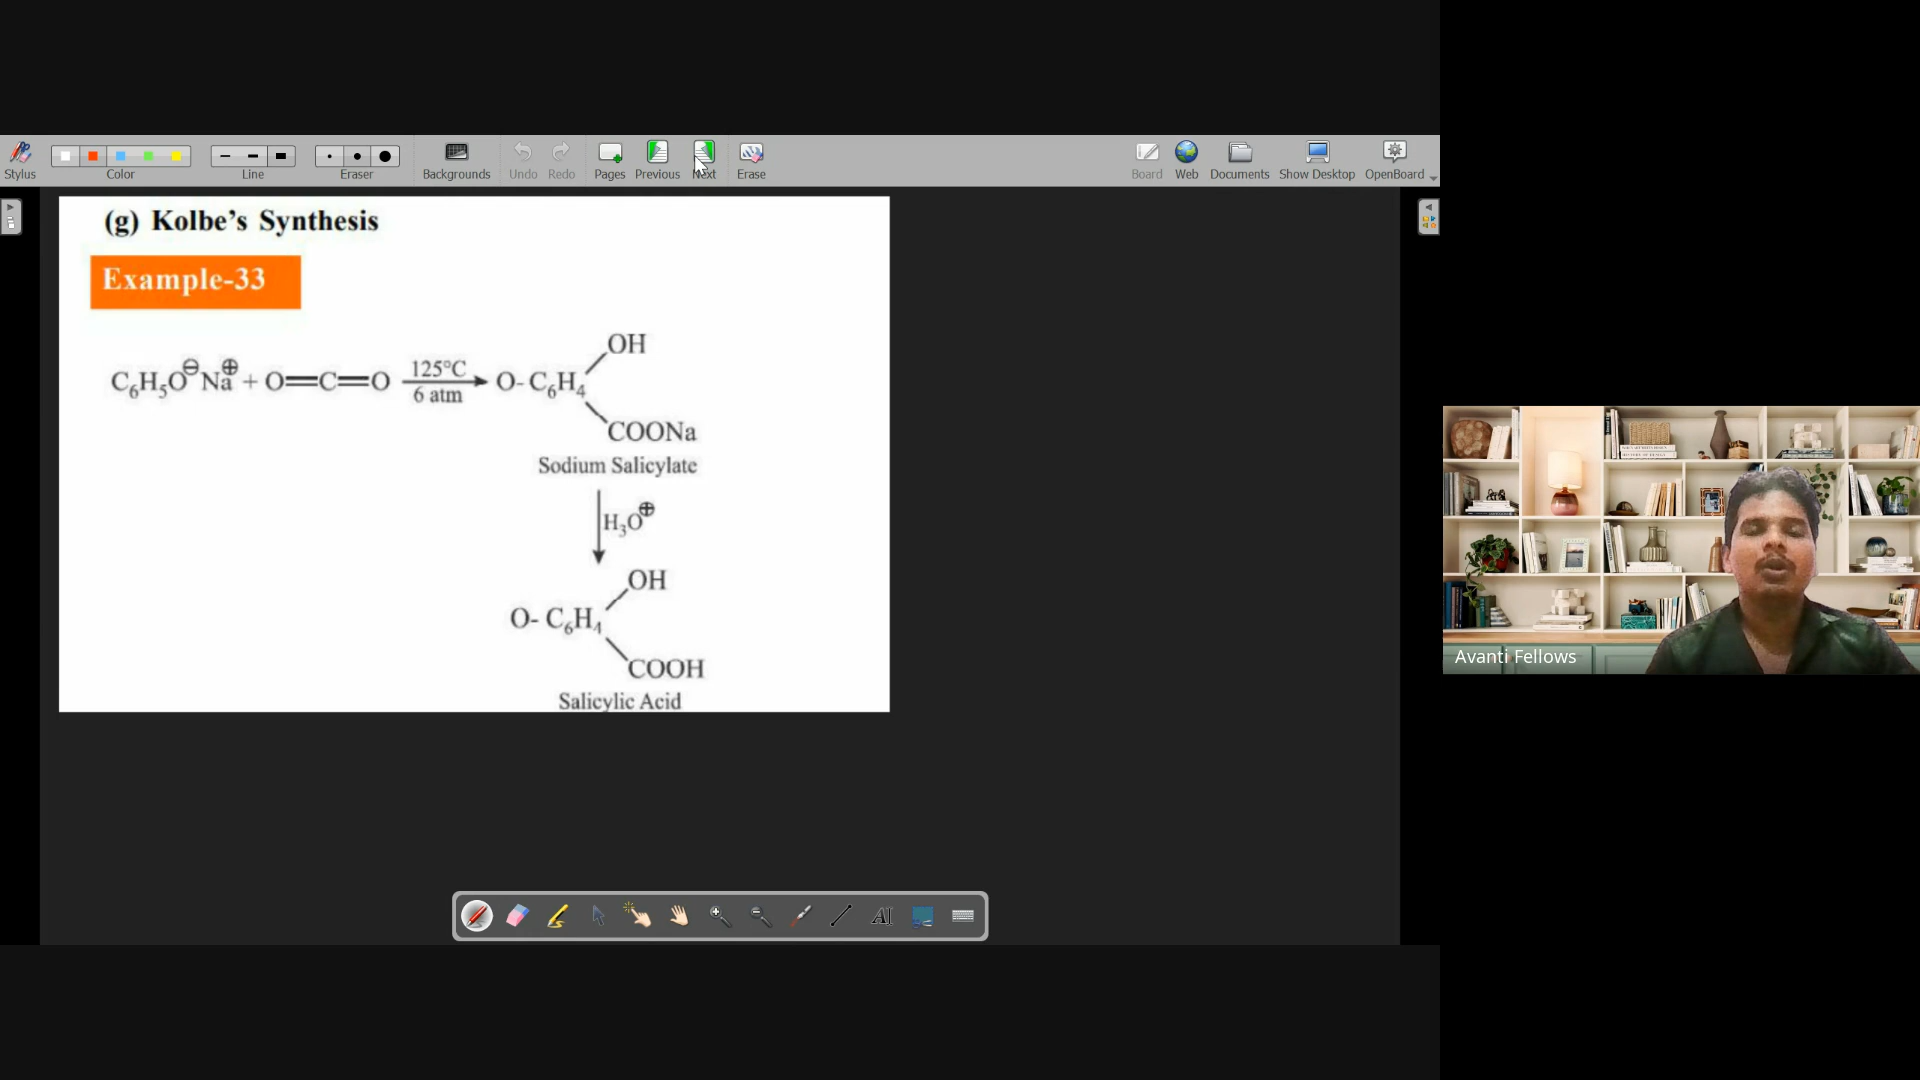 Stylus Color Line Eraser Backgrounds Undo Redo Pages Previous Next Erase Board Web Documents Show Desktop OpenBoard
(g) Kolbe’s Synthesis
Example-33
OH
C₆H₅O⊖ Na⊕ + O=C=O 125°C 6 atm → O- C₆H₄
COONa
Sodium Salicylate
H₃O⊕
OH
O- C₆H₄
COOH
Salicylic Acid
Avanti Fellows